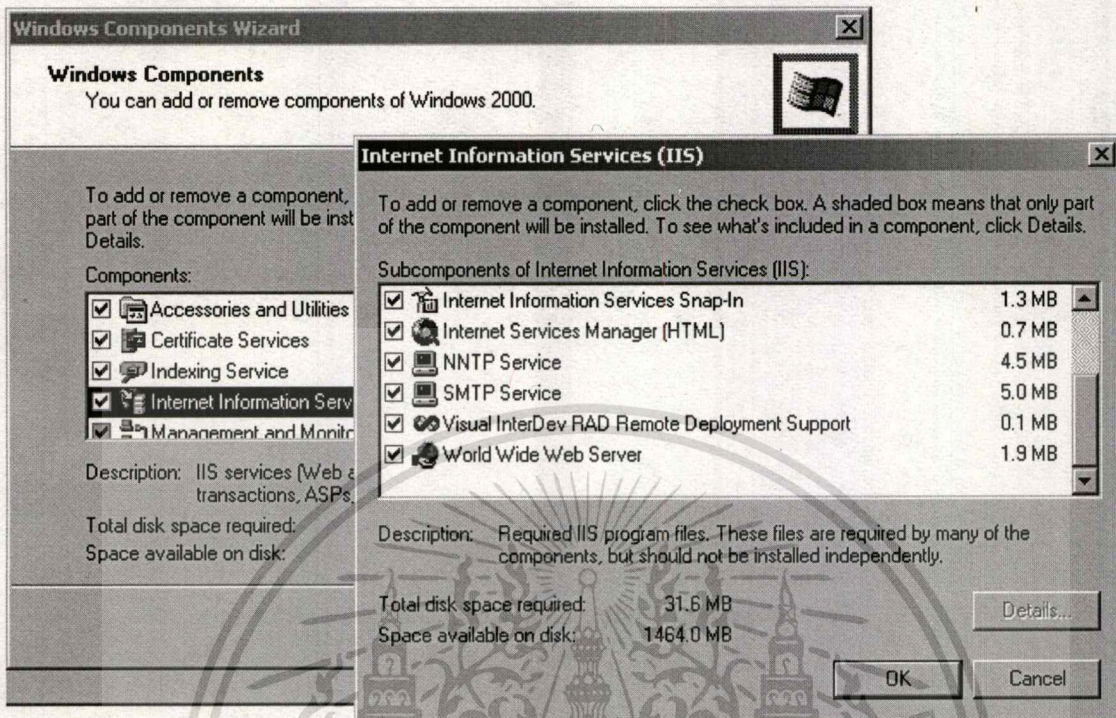 Windows Components Wizard
Windows Components
You can add or remove components of Windows 2000.
To add or remove a component,
part of the component will be inst
Details.
Components:
Accessories and Utilities
Certificate Services
Indexing Service
Internet Information Serv
Management and Monito
Description: IIS services (Web a
transactions, ASPs,
Total disk space required:
Space available on disk:
Internet Information Services (IIS)
To add or remove a component, click the check box. A shaded box means that only part
of the component will be installed. To see what's included in a component, click Details.
Subcomponents of Internet Information Services (IIS):
Internet Information Services Snap-In 1.3 MB
Internet Services Manager (HTML) 0.7 MB
NNTP Service 4.5 MB
SMTP Service 5.0 MB
Visual InterDev RAD Remote Deployment Support 0.1 MB
World Wide Web Server 1.9 MB
Description: Required IIS program files. These files are required by many of the
components, but should not be installed independently.
Total disk space required: 31.6 MB
Space available on disk: 1464.0 MB
Details...
OK Cancel